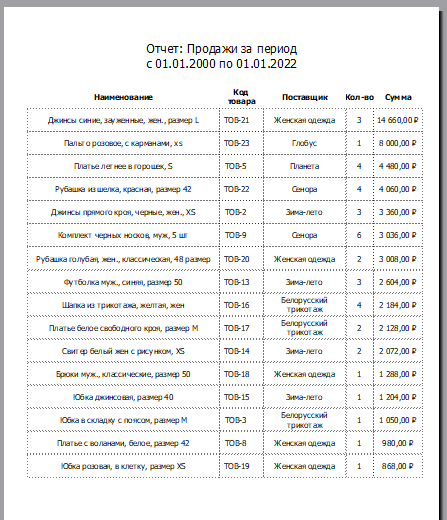 Отчет: Продажи за период
с 01.01.2000 по 01.01.2022
Наименование Код товара Поставщик Кол-во Сумма
Джинсы синие, зауженные, жен., размер L ТОВ-21 Женская одежда 3 14 660,00 ₽
Пальто розовое, с карманами, xs ТОВ-23 Глобус 1 8 000,00 ₽
Платье летнее в горошек, S ТОВ-5 Планета 4 4 480,00 ₽
Рубашка из шелка, красная, размер 42 ТОВ-22 Сенора 4 4 060,00 ₽
Джинсы прямого кроя, черные, жен., XS ТОВ-2 Зима-лето 3 3 360,00 ₽
Комплект черных носков, муж, 5 шт ТОВ-9 Сенора 6 3 036,00 ₽
Рубашка голубая, жен., классическая, 48 размер ТОВ-20 Женская одежда 2 3 008,00 ₽
Футболка муж., синяя, размер 50 ТОВ-13 Зима-лето 3 2 604,00 ₽
Шапка из трикотажа, желтая, жен ТОВ-16 Белорусский трикотаж 4 2 184,00 ₽
Платье белое свободного кроя, размер M ТОВ-17 Белорусский трикотаж 2 2 128,00 ₽
Свитер белый жен с рисунком, XS ТОВ-14 Зима-лето 2 2 072,00 ₽
Брюки муж., классические, размер 50 ТОВ-18 Женская одежда 1 1 288,00 ₽
Юбка джинсовая, размер 40 ТОВ-15 Зима-лето 1 1 204,00 ₽
Юбка в складку с поясом, размер M ТОВ-3 Белорусский трикотаж 1 1 050,00 ₽
Платье с воланами, белое, размер 42 ТОВ-8 Женская одежда 1 980,00 ₽
Юбка розовая, в клетку, размер XS ТОВ-19 Женская одежда 1 868,00 ₽